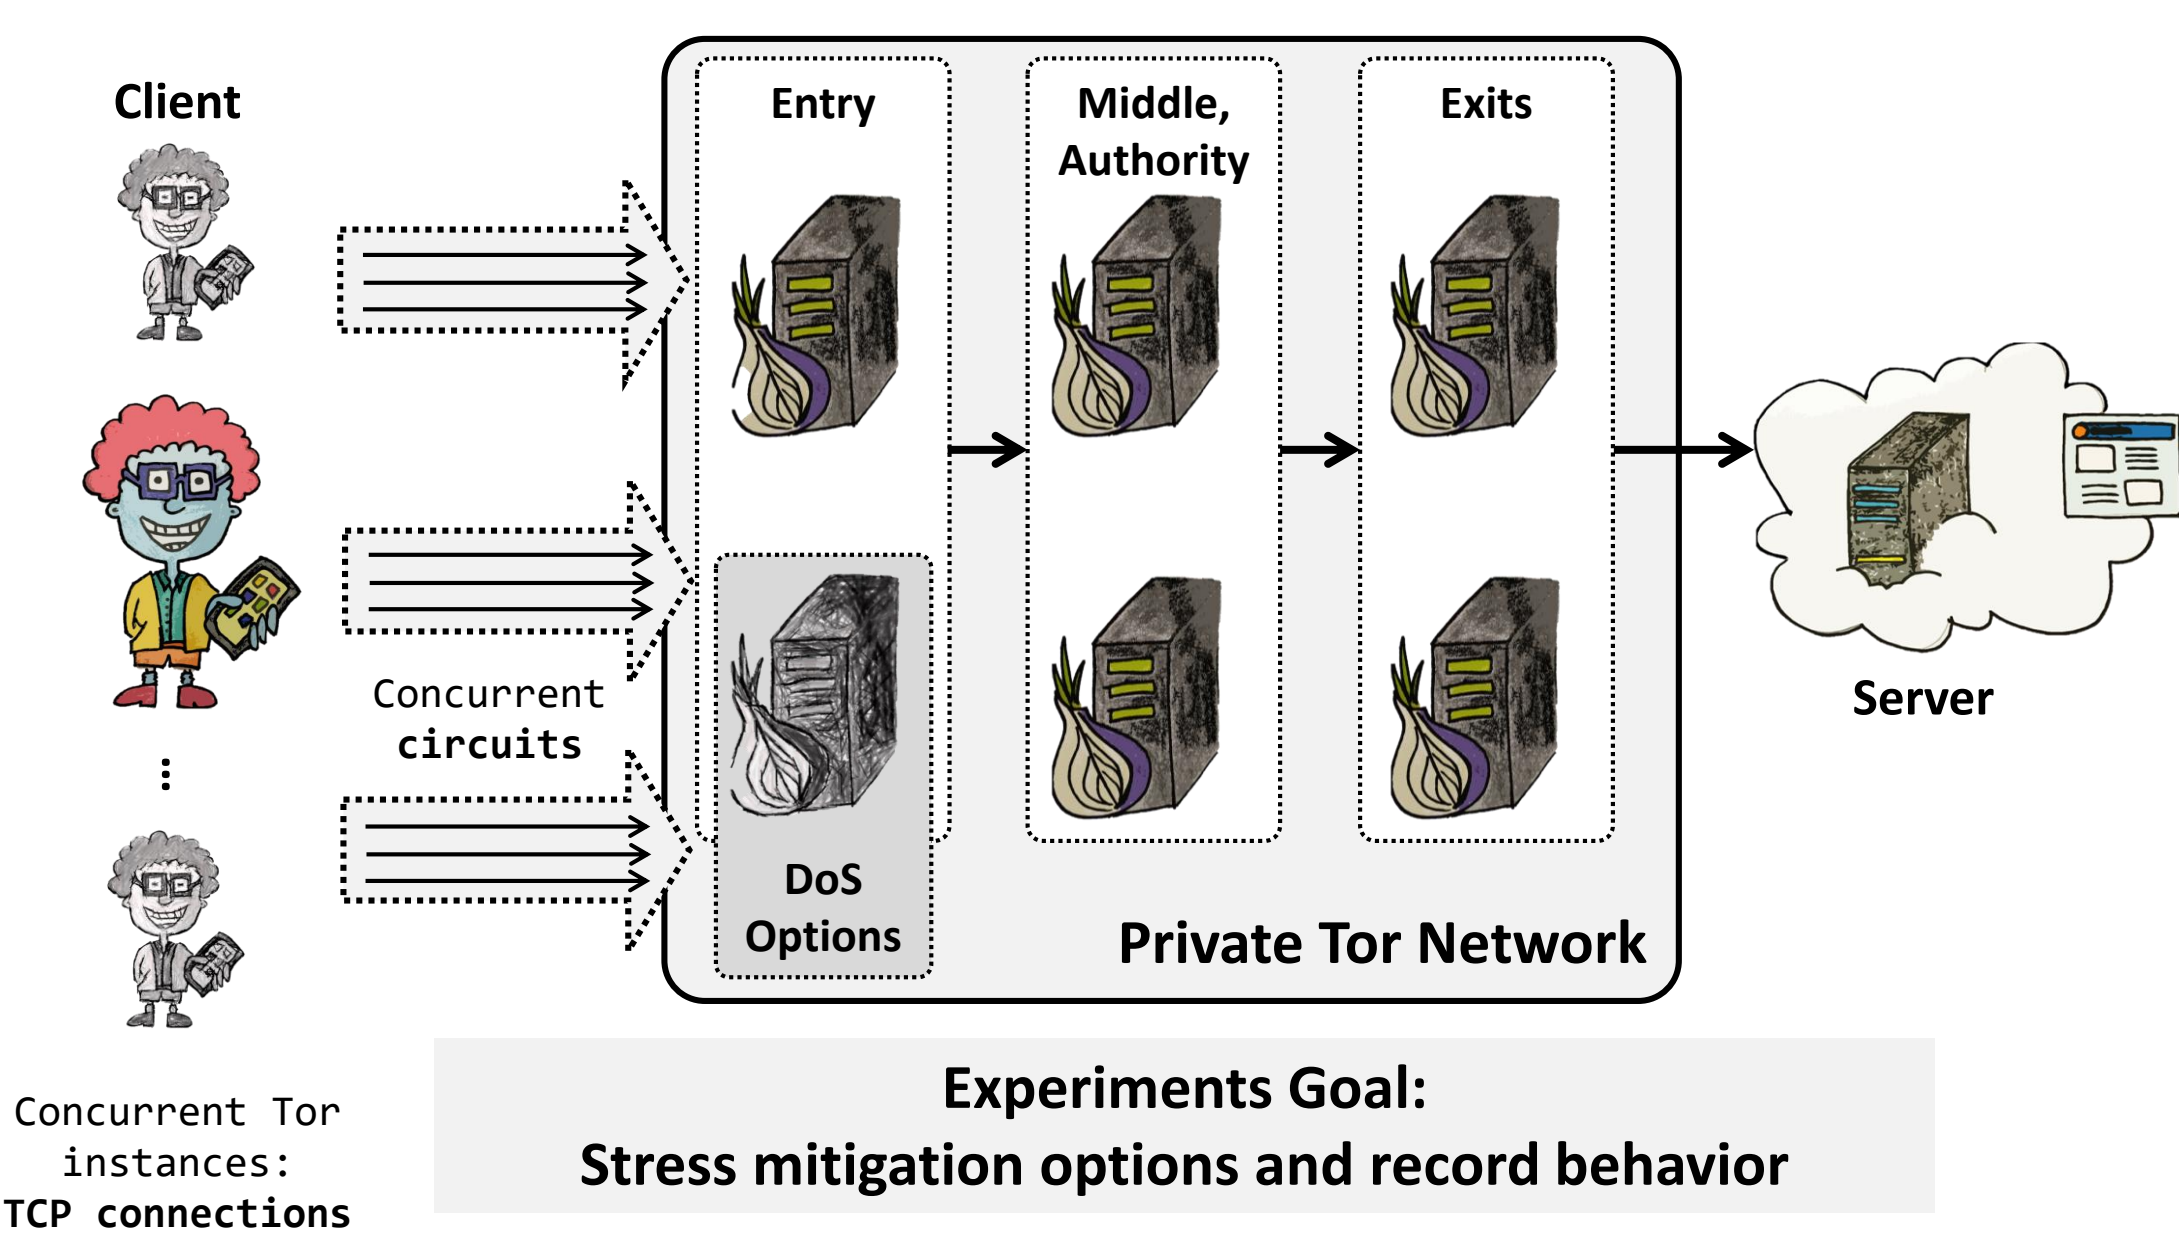 Client
Entry
Middle,
Authority
Exits
Concurrent
circuits
Server
DoS
Options
Private Tor Network
Concurrent Tor
instances:
TCP connections
Experiments Goal:
Stress mitigation options and record behavior